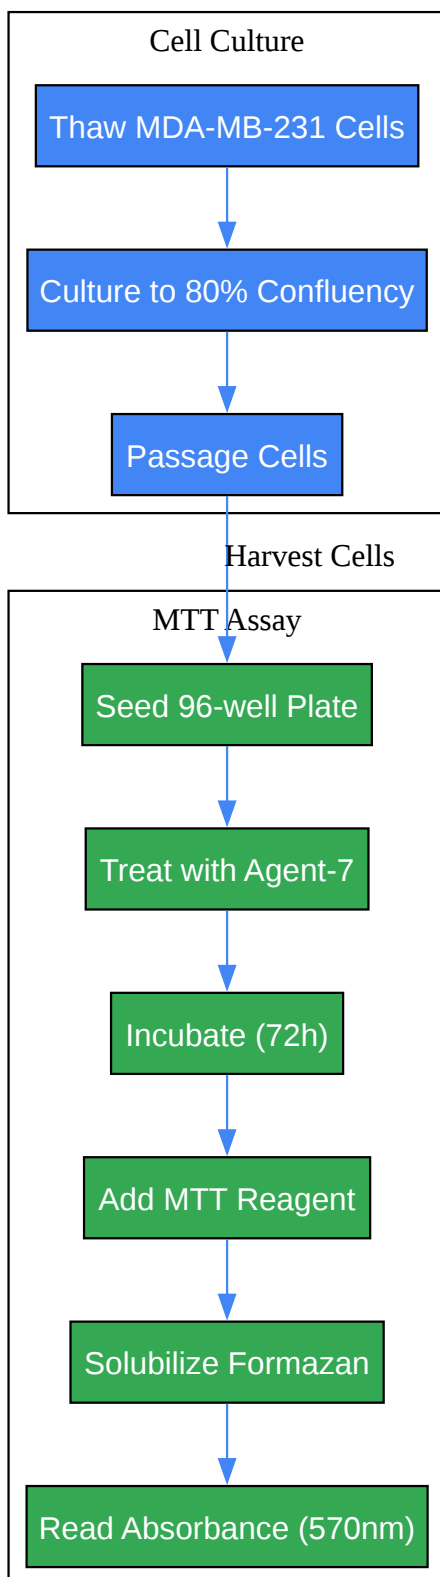 Cell Culture
Thaw MDA-MB-231 Cells
Culture to 80% Confluency
Passage Cells
Harvest Cells
MTT Assay
Seed 96-well Plate
Treat with Agent-7
Incubate (72h)
Add MTT Reagent
Solubilize Formazan
Read Absorbance (570nm)